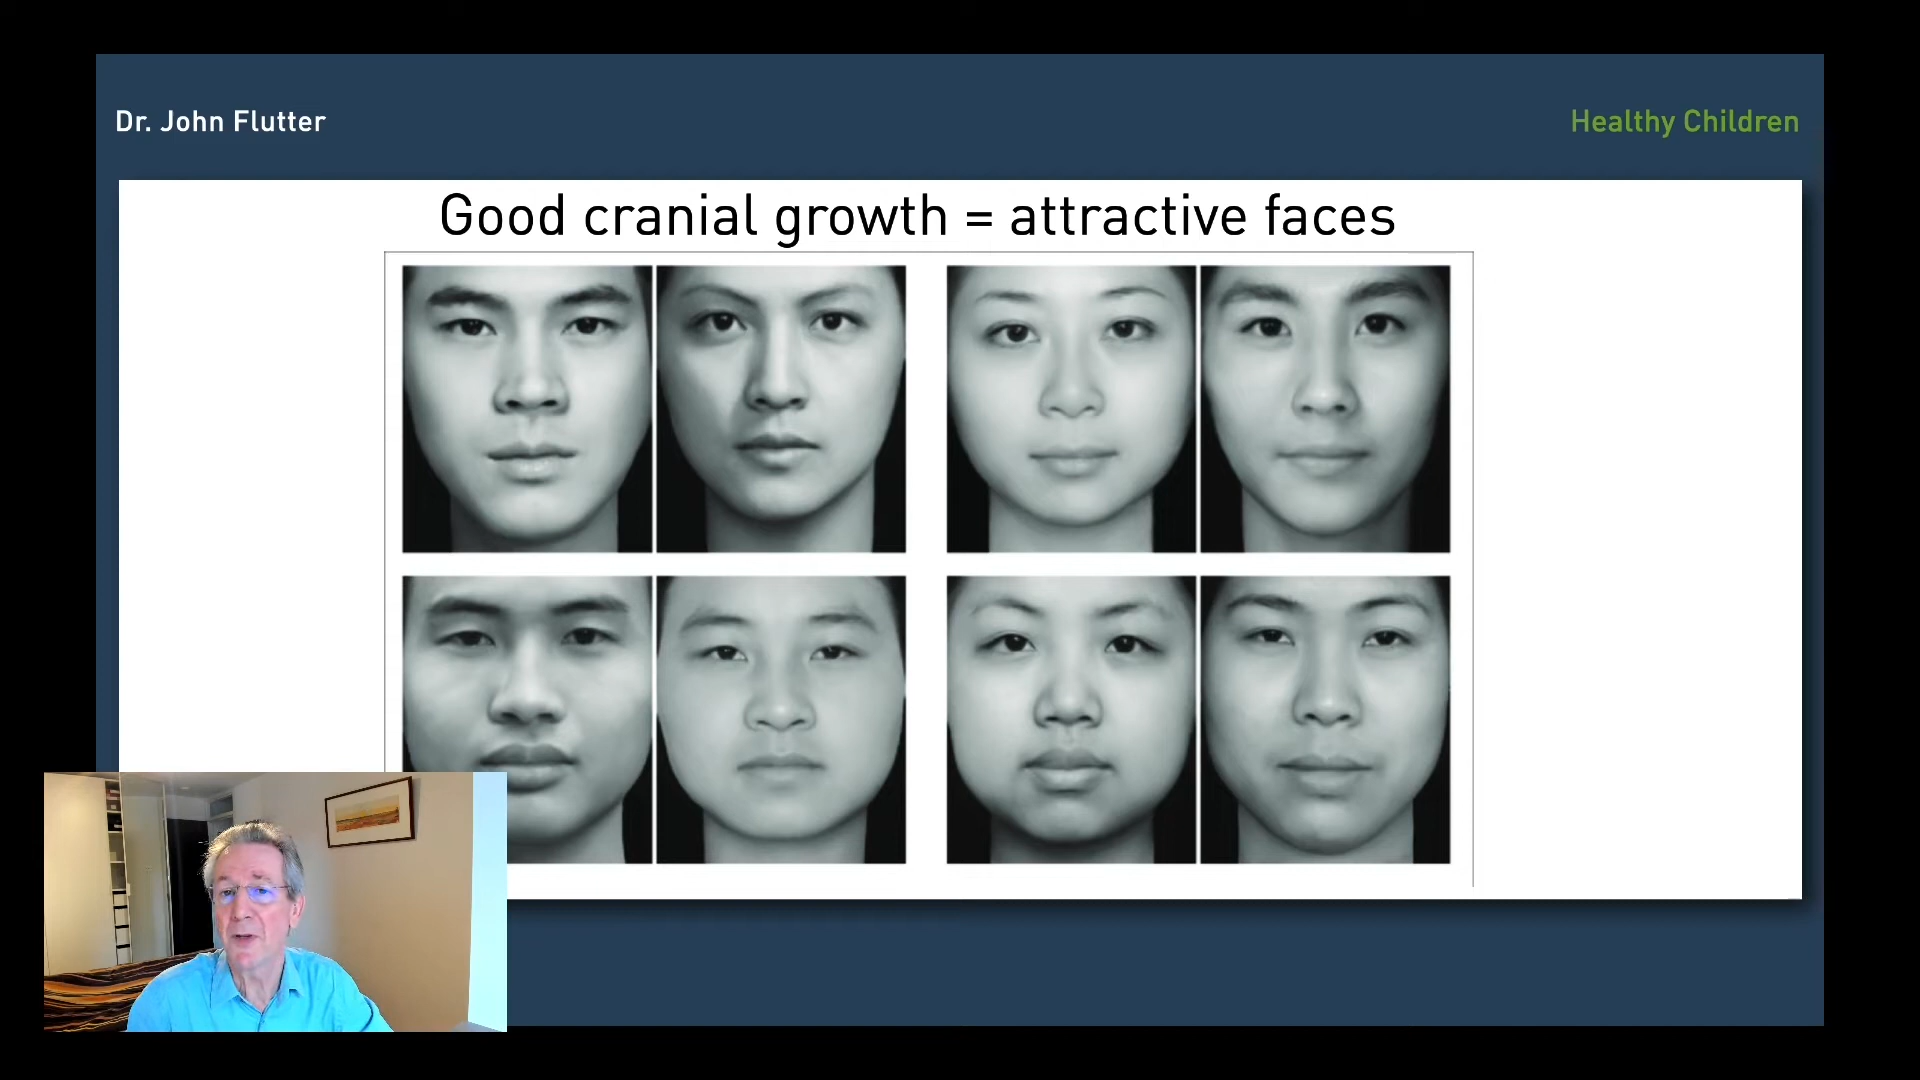 Dr. John Flutter
Healthy Children
Good cranial growth = attractive faces